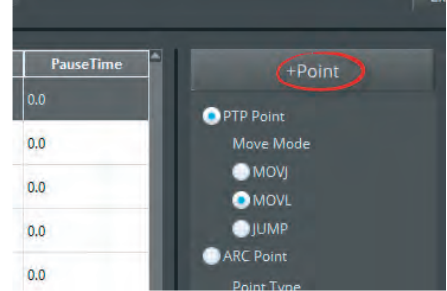 PauseTime
0.0
0.0
0.0
0.0
0.0
+Point
PTP Point
Move Mode
MOVJ
MOVL
JUMP
ARC Point
Point Type